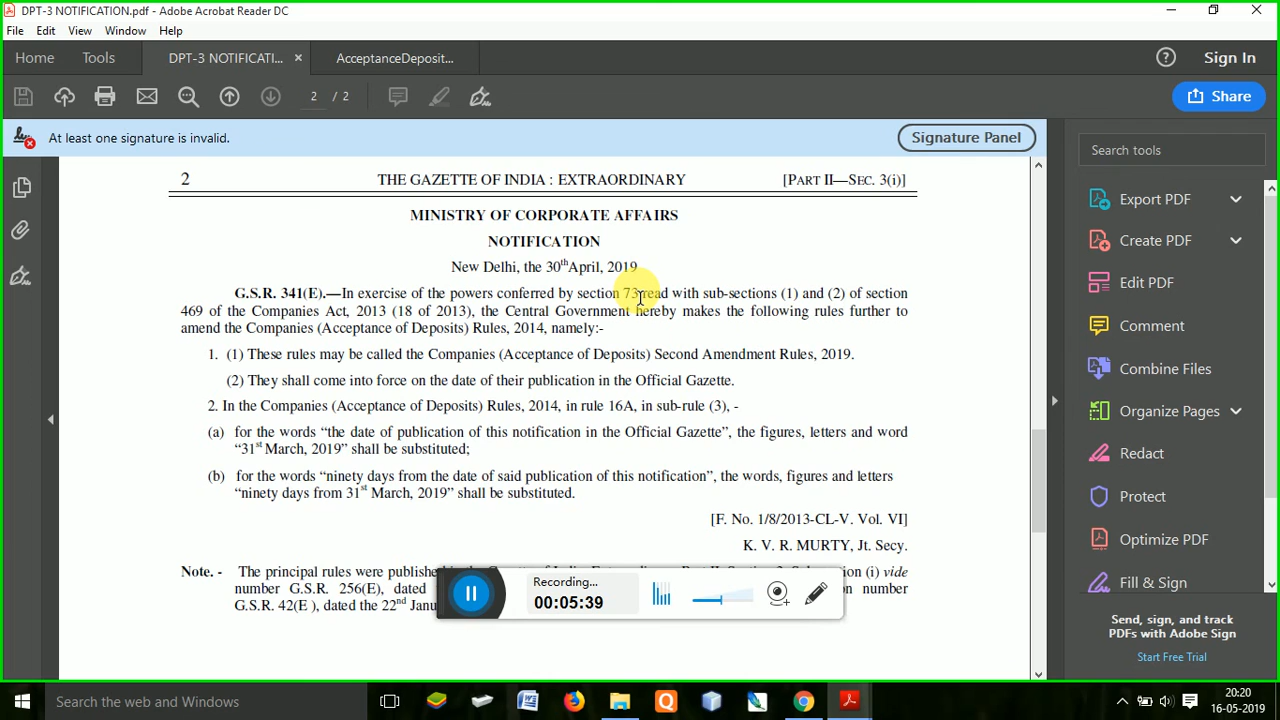 DPT-3 NOTIFICATION.pdf - Adobe Acrobat Reader DC
File Edit View Window Help
Home Tools DPT-3 NOTIFICATI... × AcceptanceDeposit... Sign In
2 / 2 Share
At least one signature is invalid. Signature Panel
Search tools
2 THE GAZETTE OF INDIA : EXTRAORDINARY [PART II—SEC. 3(i)]
MINISTRY OF CORPORATE AFFAIRS
NOTIFICATION
New Delhi, the 30th April, 2019
G.S.R. 341(E).—In exercise of the powers conferred by section 73 read with sub-sections (1) and (2) of section
469 of the Companies Act, 2013 (18 of 2013), the Central Government hereby makes the following rules further to
amend the Companies (Acceptance of Deposits) Rules, 2014, namely:-
1. (1) These rules may be called the Companies (Acceptance of Deposits) Second Amendment Rules, 2019.
(2) They shall come into force on the date of their publication in the Official Gazette.
2. In the Companies (Acceptance of Deposits) Rules, 2014, in rule 16A, in sub-rule (3), -
(a) for the words “the date of publication of this notification in the Official Gazette”, the figures, letters and word
“31st March, 2019” shall be substituted;
(b) for the words “ninety days from the date of said publication of this notification”, the words, figures and letters
“ninety days from 31st March, 2019” shall be substituted.
[F. No. 1/8/2013-CL-V. Vol. VI]
K. V. R. MURTY, Jt. Secy.
Note. - The principal rules were published (i) vide
number G.S.R. 256(E), dated number
G.S.R. 42(E ), dated the 22nd
Recording...
00:05:39
Export PDF
Create PDF
Edit PDF
Comment
Combine Files
Organize Pages
Redact
Protect
Optimize PDF
Fill & Sign
Send, sign, and track
PDFs with Adobe Sign
Start Free Trial
Search the web and Windows
20:20
16-05-2019